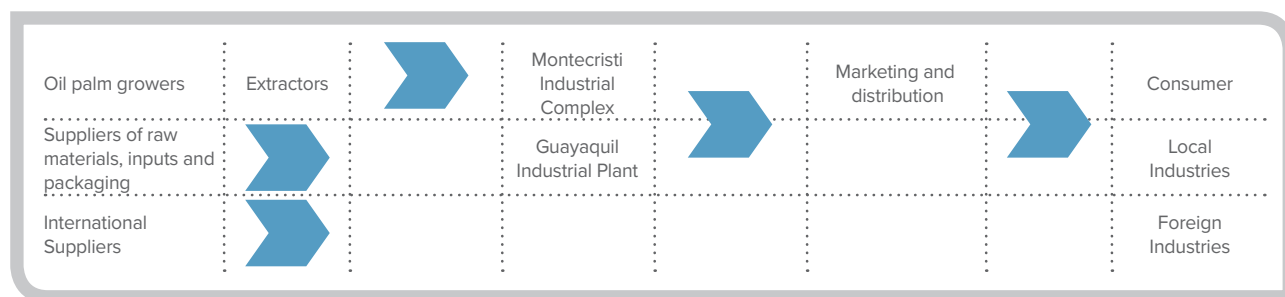 Oil palm growers
Extractors
Montecristi
Industrial
Complex
Marketing and
distribution
Consumer
Suppliers of raw
materials, inputs and
packaging
Guayaquil
Industrial Plant
Local
Industries
International
Suppliers
Foreign
Industries